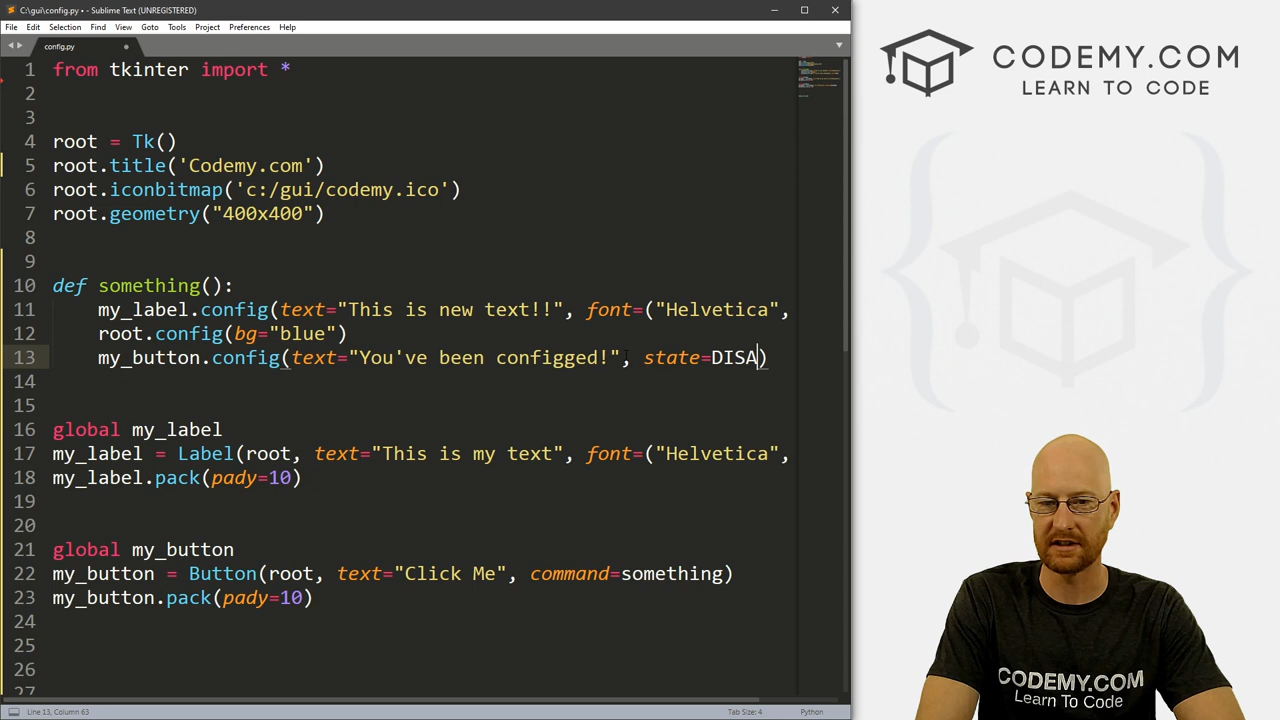 C:\gui\config.py • - Sublime Text (UNREGISTERED)
File Edit Selection Find View Goto Tools Project Preferences Help
config.py
1 from tkinter import *
2
3
4 root = Tk()
5 root.title('Codemy.com')
6 root.iconbitmap('c:/gui/codemy.ico')
7 root.geometry("400x400")
8
9
10 def something():
11 my_label.config(text="This is new text!!", font=("Helvetica",
12 root.config(bg="blue")
13 my_button.config(text="You've been configged!", state=DISA)
14
15
16 global my_label
17 my_label = Label(root, text="This is my text", font=("Helvetica",
18 my_label.pack(pady=10)
19
20
21 global my_button
22 my_button = Button(root, text="Click Me", command=something)
23 my_button.pack(pady=10)
24
25
26
27
Line 13, Column 63 Tab Size: 4 Python
CODEMY.COM
LEARN TO CODE
CODEMY.COM
Learn To Code